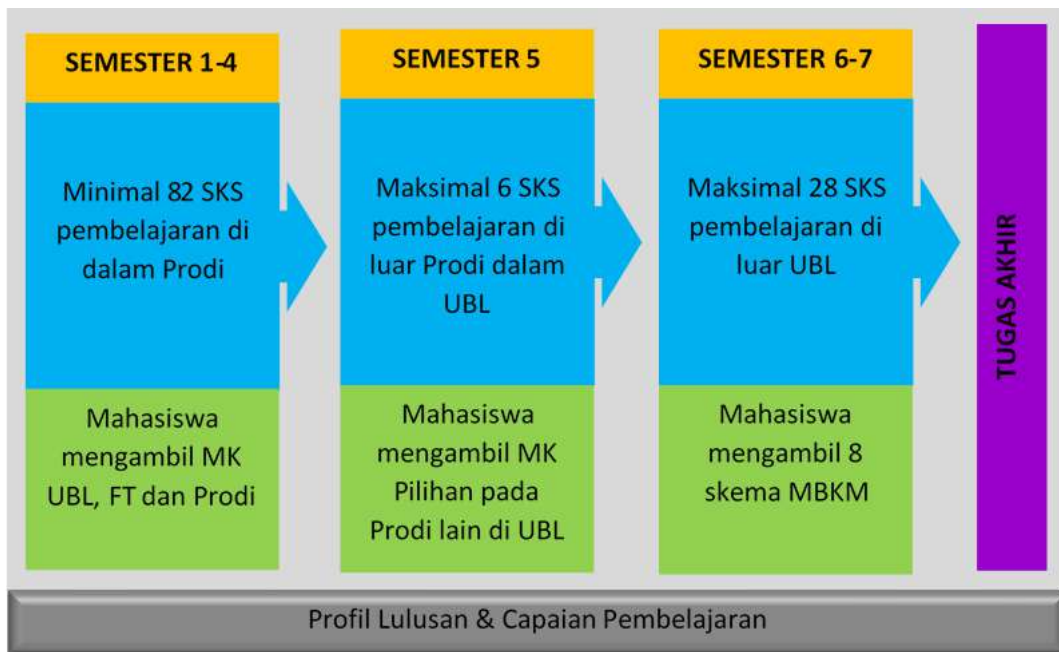 SEMESTER 1-4
Minimal 82 SKS
pembelajaran di
dalam Prodi
Mahasiswa
mengambil MK
UBL, FT dan Prodi
SEMESTER 5
Maksimal 6 SKS
pembelajaran di
luar Prodi dalam
UBL
Mahasiswa
mengambil MK
Pilihan pada
Prodi lain di UBL
SEMESTER 6-7
Maksimal 28 SKS
pembelajaran di
luar UBL
Mahasiswa
mengambil 8
skema MBKM
TUGAS AKHIR
Profil Lulusan & Capaian Pembelajaran